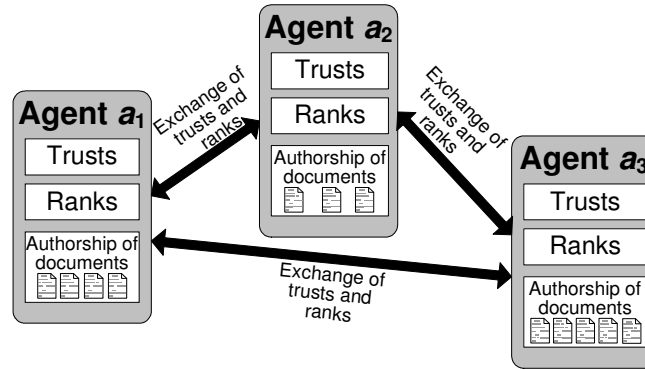 Agent a1
Trusts
Ranks
Authorship of
documents
Exchange of
trusts and
ranks
Agent a2
Trusts
Ranks
Authorship of
documents
Exchange of
trusts and
ranks
Agent a3
Trusts
Ranks
Authorship of
documents
Exchange of
trusts and
ranks